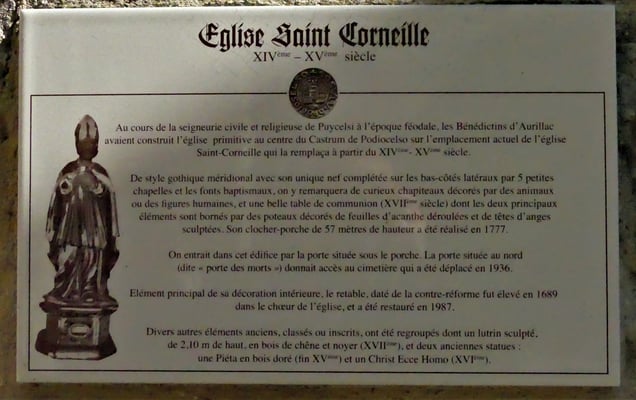 Eglise Saint Corneille
XIVème – XVème siècle
Au cours de la seigneurie civile et religieuse de Puycelsi à l'époque féodale, les Bénédictins d'Aurillac
avaient construit l'église primitive au centre du Castrum de Podiocelso sur l'emplacement actuel de l'église
Saint-Corneille qui la remplaça à partir du XIVème- XVème siècle.
De style gothique méridional avec son unique nef complétée sur les bas-côtés latéraux par 5 petites
chapelles et les fonts baptismaux, on y remarquera de curieux chapiteaux décorés par des animaux
ou des figures humaines, et une belle table de communion (XVIIème siècle) dont les deux principaux
éléments sont bornés par des poteaux décorés de feuilles d'acanthe déroulées et de têtes d'anges
sculptées. Son clocher-porche de 57 mètres de hauteur a été réalisé en 1777.
On entrait dans cet édifice par la porte située sous le porche. La porte située au nord
(dite « porte des morts ») donnait accès au cimetière qui a été déplacé en 1936.
Elément principal de sa décoration intérieure, le retable, daté de la contre-réforme fut élevé en 1689
dans le chœur de l'église, et a été restauré en 1987.
Divers autres éléments anciens, classés ou inscrits, ont été regroupés dont un lutrin sculpté,
de 2,10 m de haut, en bois de chêne et noyer (XVIIème), et deux anciennes statues :
une Piéta en bois doré (fin XVème) et un Christ Ecce Homo (XVIème).